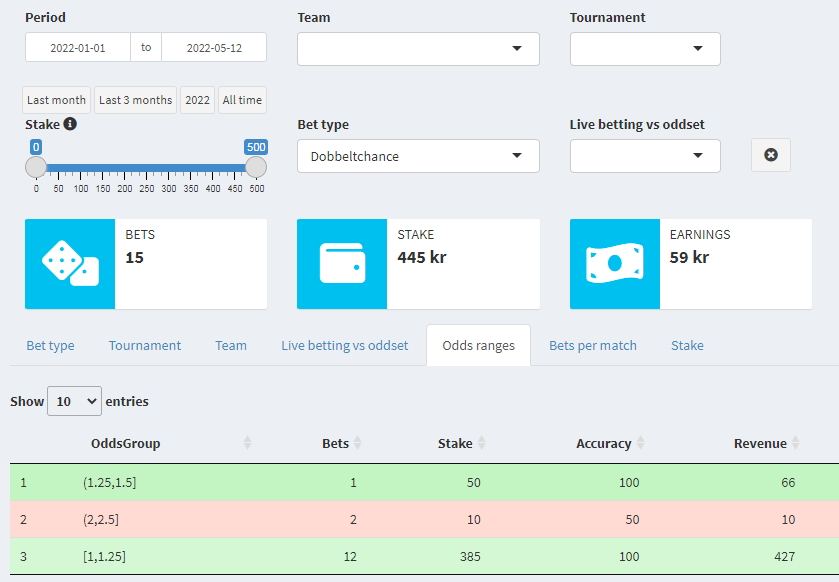 Period Team Tournament
2022-01-01 to 2022-05-12
Last month Last 3 months 2022 All time
Stake Bet type Live betting vs oddset
0 500
Dobbeltchance
0 50 100 150 200 250 300 350 400 450 500
BETS STAKE EARNINGS
15 445 kr 59 kr
Bet type Tournament Team Live betting vs oddset Odds ranges Bets per match Stake
Show 10 entries
OddsGroup Bets Stake Accuracy Revenue
1 (1.25,1.5] 1 50 100 66
2 (2,2.5] 2 10 50 10
3 [1,1.25] 12 385 100 427